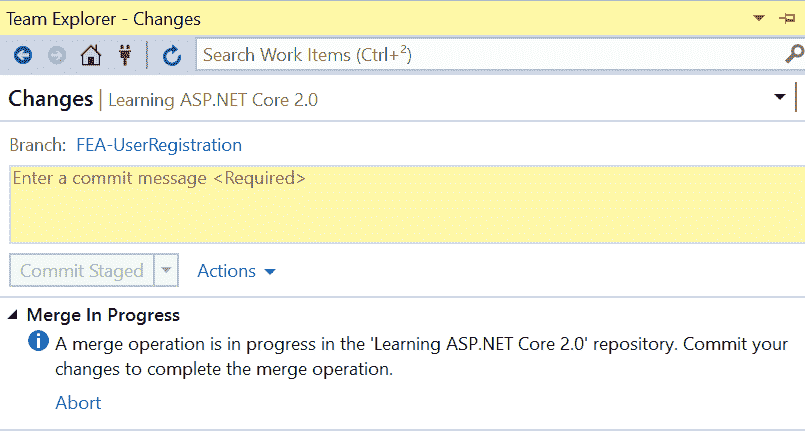 Team Explorer - Changes
Search Work Items (Ctrl+²)
Changes | Learning ASP.NET Core 2.0
Branch: FEA-UserRegistration
Enter a commit message <Required>
Commit Staged
Actions
Merge In Progress
A merge operation is in progress in the 'Learning ASP.NET Core 2.0' repository. Commit your
changes to complete the merge operation.
Abort